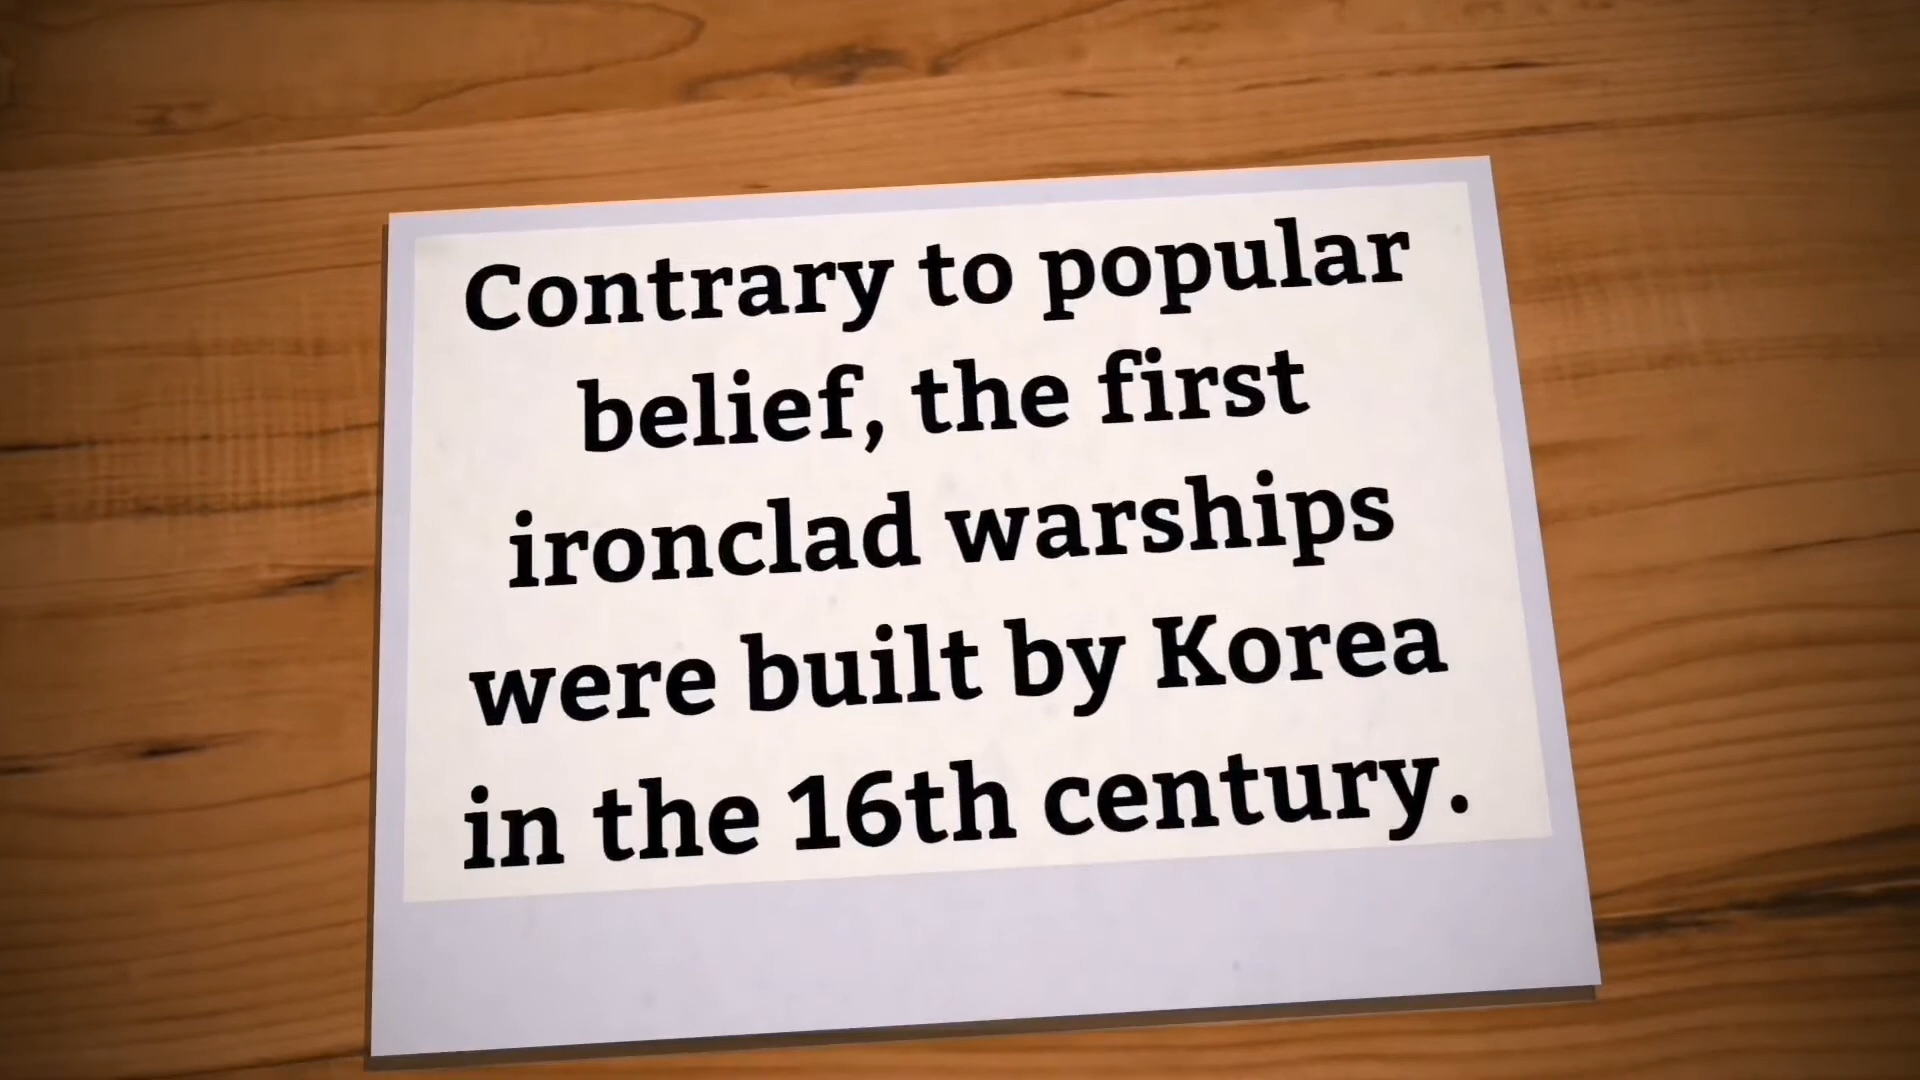 Contrary to popular
belief, the first
ironclad warships
were built by Korea
in the 16th century.